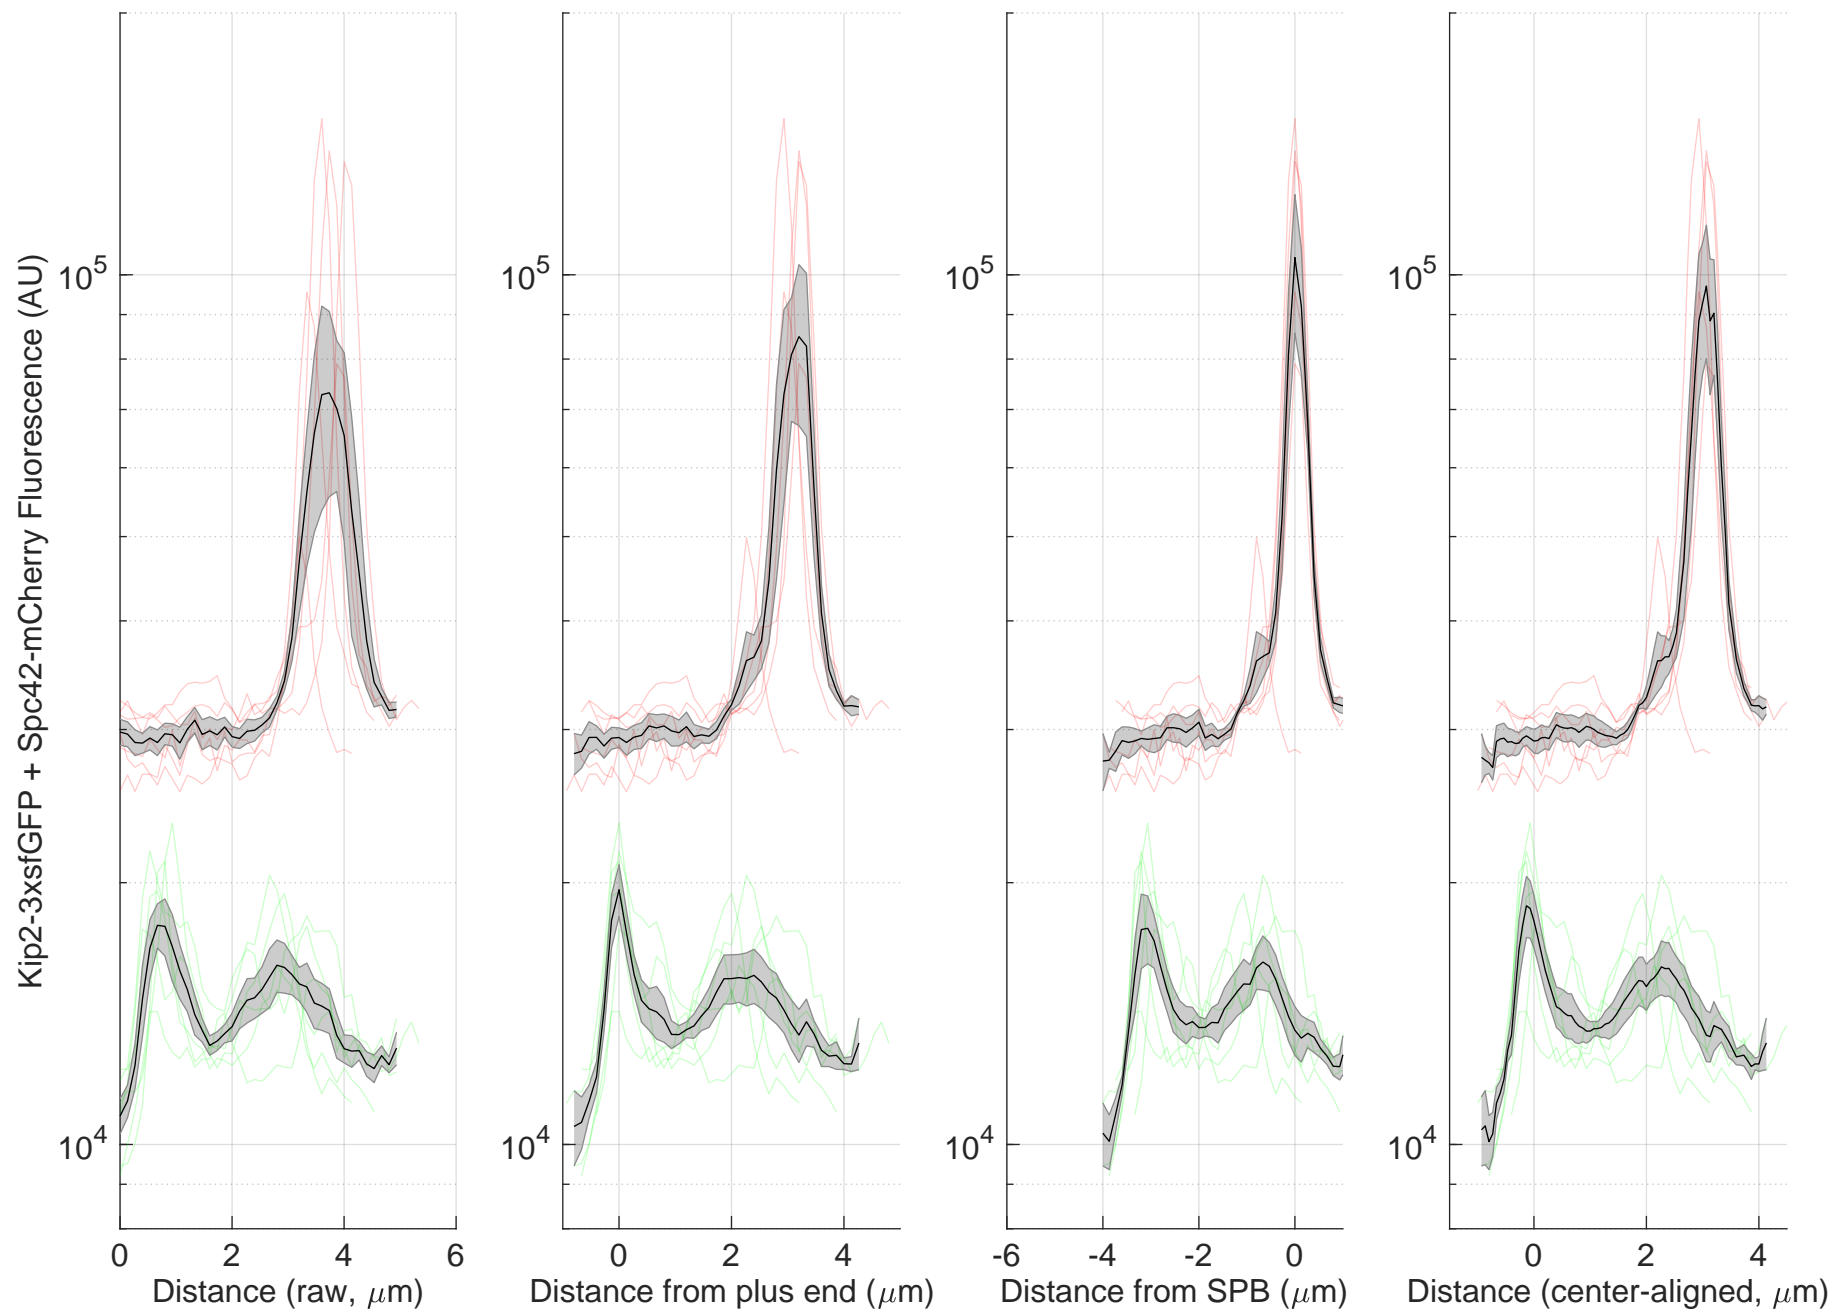 Kip2-3xsfGFP + Spc42-mCherry Fluorescence (AU)
10^5
10^4
0 2 4 6
Distance (raw, μm)
10^5
10^4
0 2 4
Distance from plus end (μm)
10^5
10^4
-6 -4 -2 0
Distance from SPB (μm)
10^5
10^4
0 2 4
Distance (center-aligned, μm)